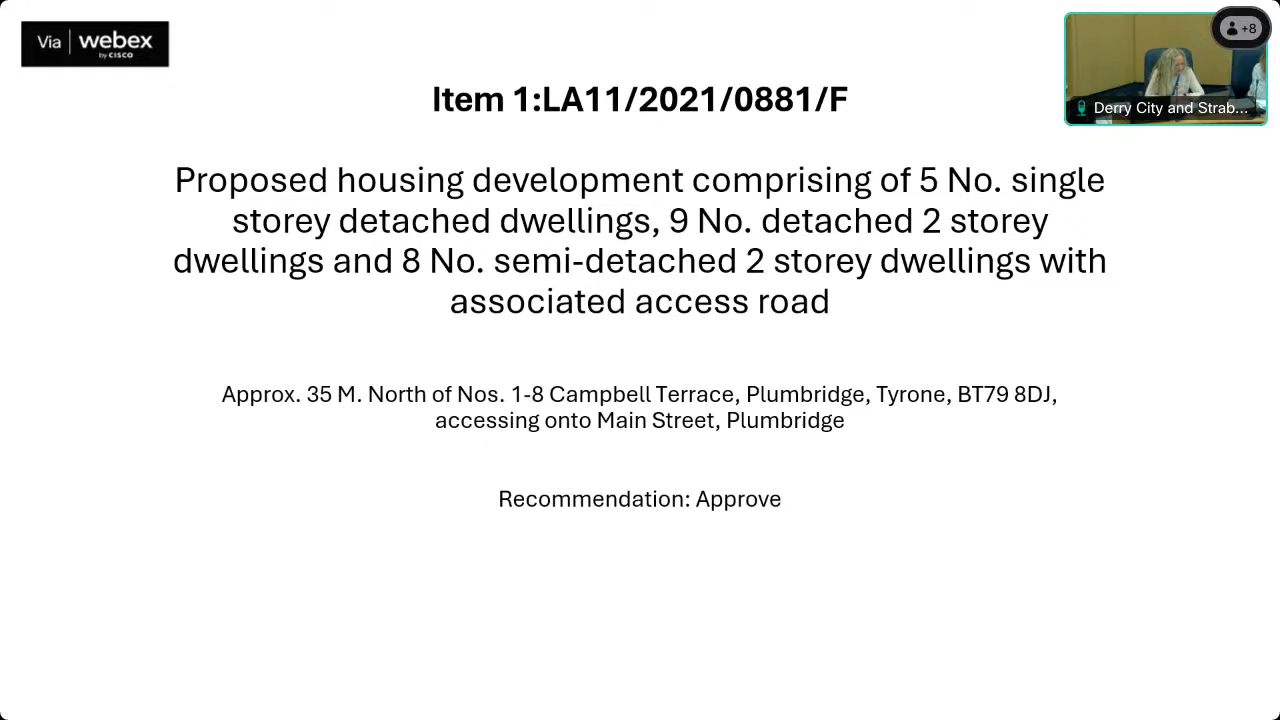 Via webex
by CISCO
+8
Derry City and Strab...
Item 1:LA11/2021/0881/F
Proposed housing development comprising of 5 No. single
storey detached dwellings, 9 No. detached 2 storey
dwellings and 8 No. semi-detached 2 storey dwellings with
associated access road
Approx. 35 M. North of Nos. 1-8 Campbell Terrace, Plumbridge, Tyrone, BT79 8DJ,
accessing onto Main Street, Plumbridge
Recommendation: Approve